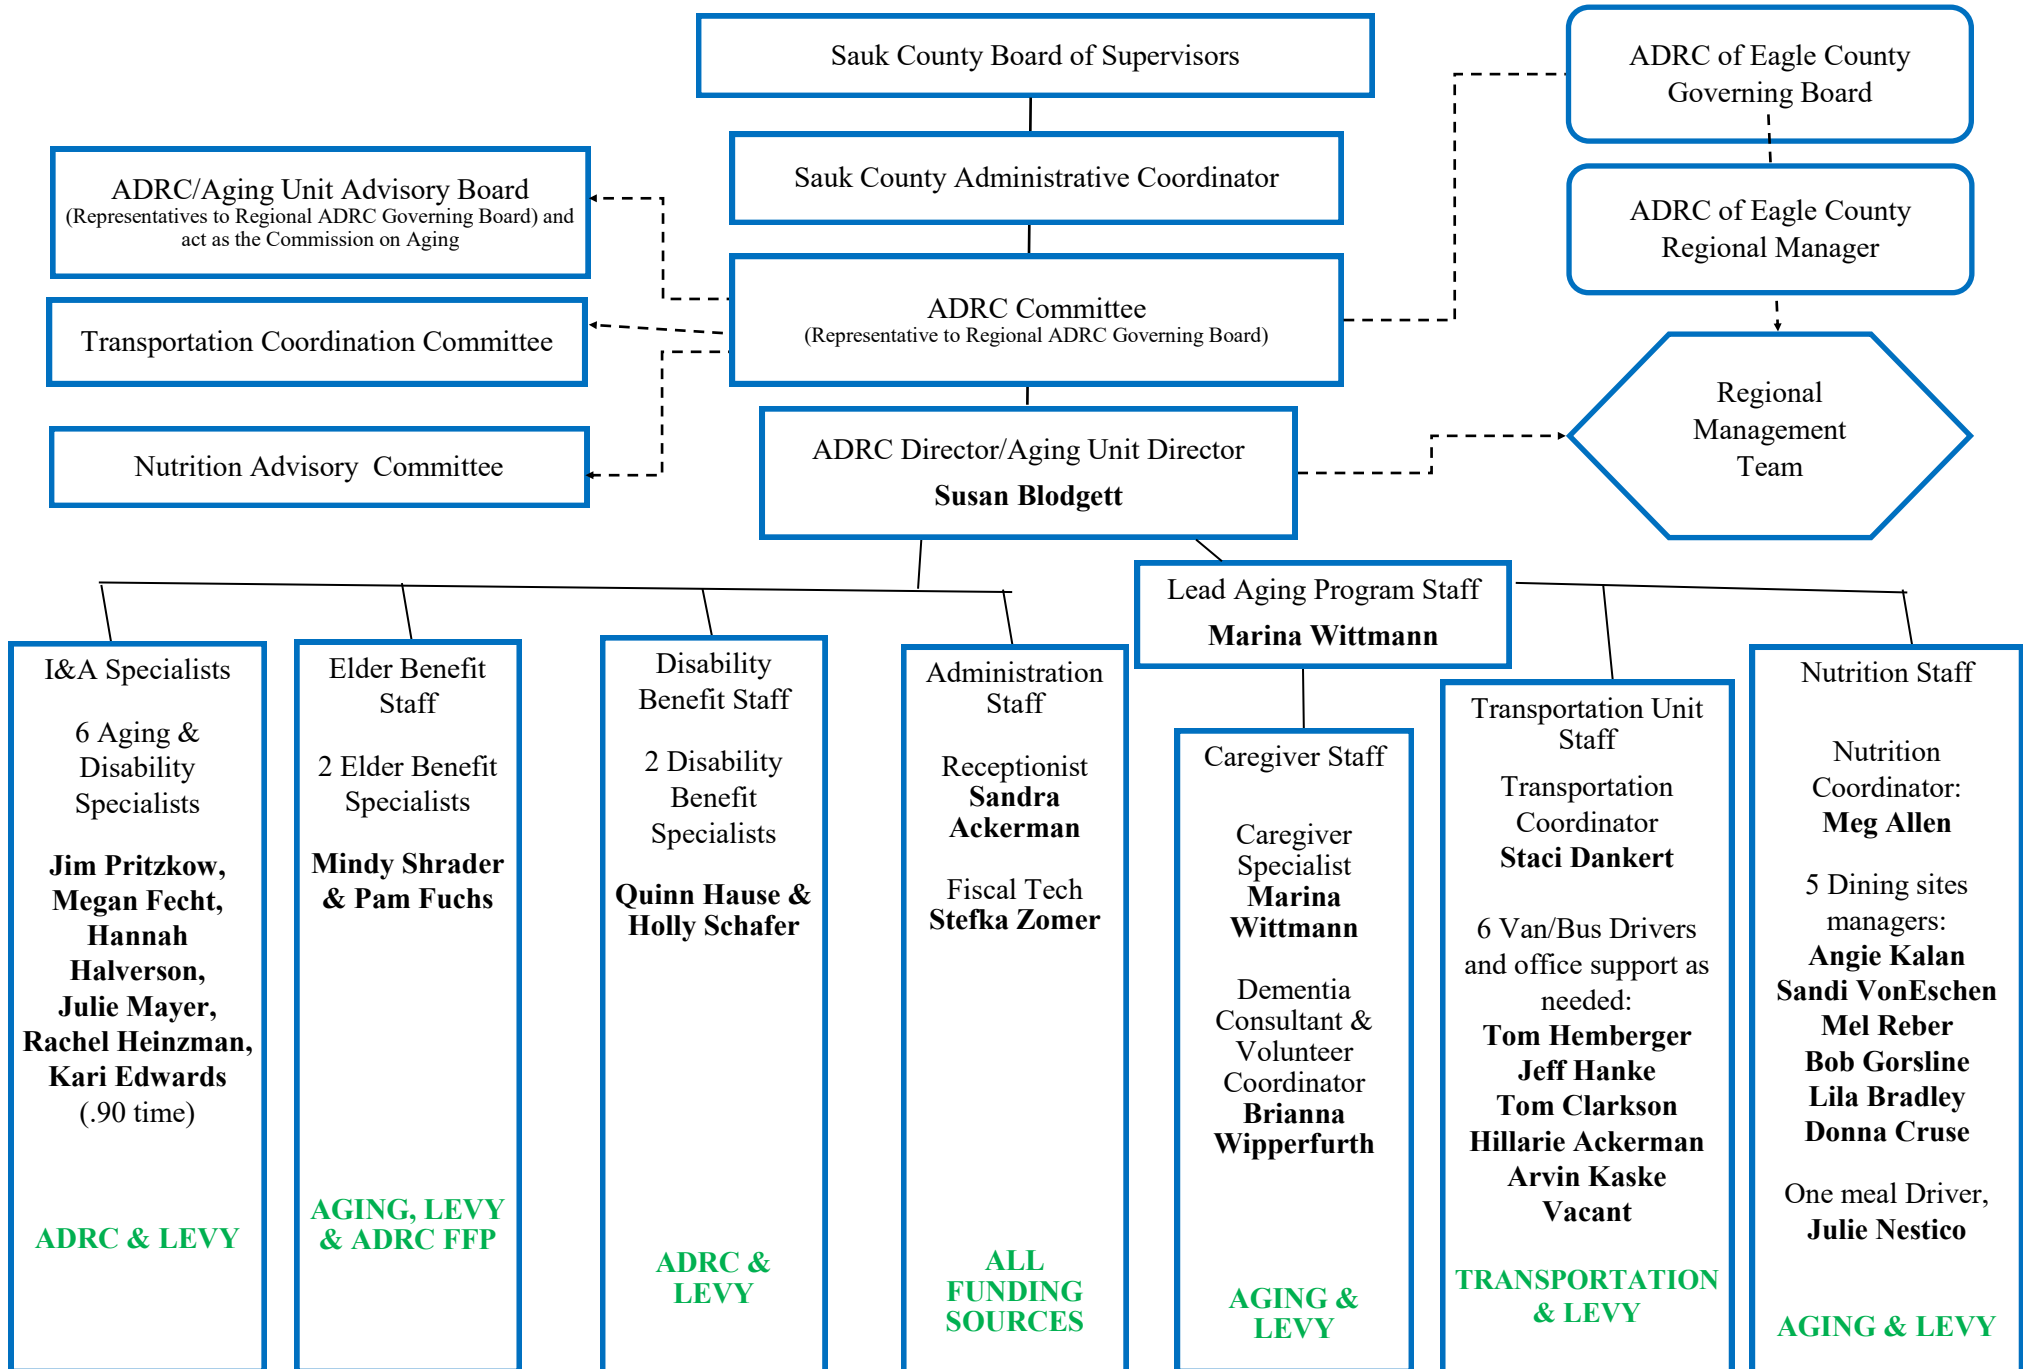 Sauk County Board of Supervisors
ADRC of Eagle County
Governing Board
Sauk County Administrative Coordinator
ADRC/Aging Unit Advisory Board
(Representatives to Regional ADRC Governing Board) and
act as the Commission on Aging
ADRC of Eagle County
Regional Manager
ADRC Committee
(Representative to Regional ADRC Governing Board)
Transportation Coordination Committee
Regional
Management
Team
Nutrition Advisory  Committee
ADRC Director/Aging Unit Director
Susan Blodgett
Lead Aging Program Staff
Marina Wittmann
I&A Specialists
6 Aging &
Disability
Specialists
Jim Pritzkow,
Megan Fecht,
Hannah
Halverson,
Julie Mayer,
Rachel Heinzman,
Kari Edwards
(.90 time)
ADRC & LEVY
Elder Benefit
Staff
2 Elder Benefit
Specialists
Mindy Shrader
& Pam Fuchs
AGING, LEVY
& ADRC FFP
Disability
Benefit Staff
2 Disability
Benefit
Specialists
Quinn Hause &
Holly Schafer
ADRC &
LEVY
Administration
Staff
Receptionist
Sandra
Ackerman
Fiscal Tech
Stefka Zomer
ALL
FUNDING
SOURCES
Caregiver Staff
Caregiver
Specialist
Marina
Wittmann
Dementia
Consultant &
Volunteer
Coordinator
Brianna
Wipperfurth
AGING &
LEVY
Transportation Unit
Staff
Transportation
Coordinator
Staci Dankert
6 Van/Bus Drivers
and office support as
needed:
Tom Hemberger
Jeff Hanke
Tom Clarkson
Hillarie Ackerman
Arvin Kaske
Vacant
TRANSPORTATION
& LEVY
Nutrition Staff
Nutrition
Coordinator:
Meg Allen
5 Dining sites
managers:
Angie Kalan
Sandi VonEschen
Mel Reber
Bob Gorsline
Lila Bradley
Donna Cruse
One meal Driver,
Julie Nestico
AGING & LEVY